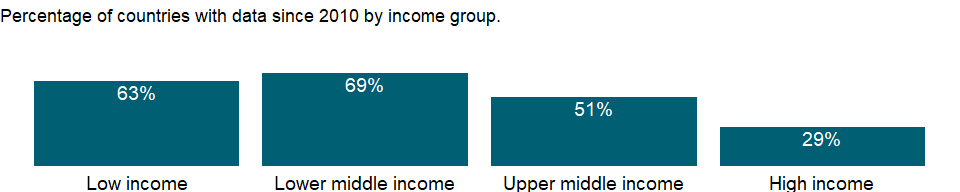 Percentage of countries with data since 2010 by income group.
63%
69%
51%
29%
Low income
Lower middle income
Upper middle income
High income